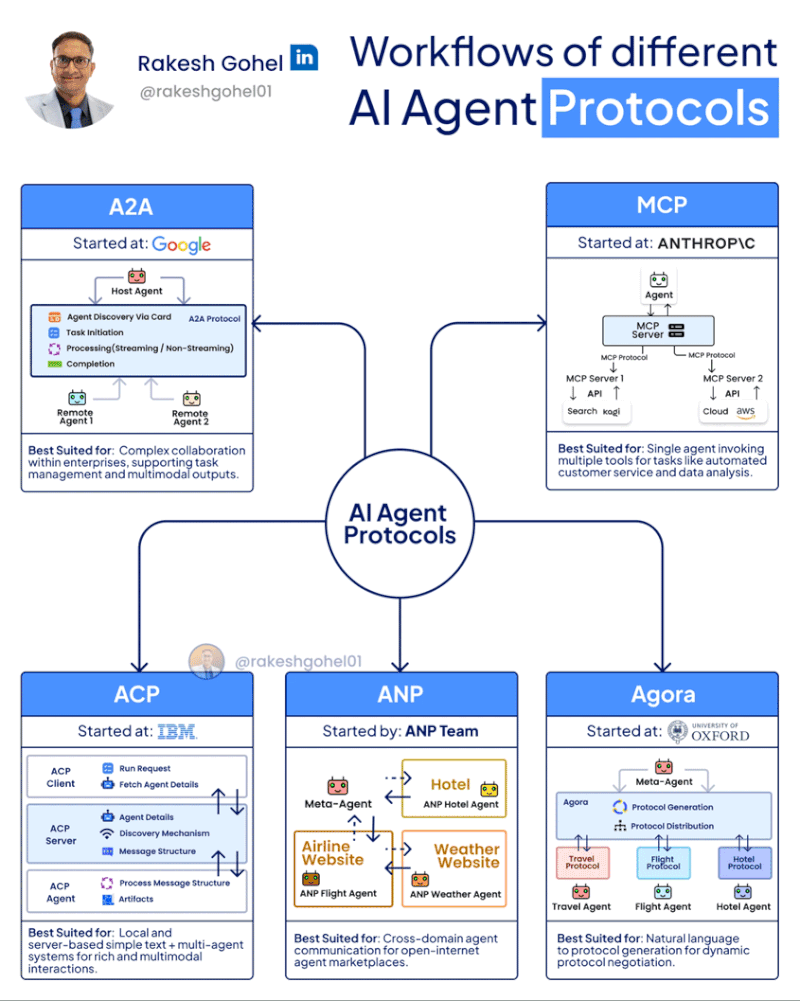 Rakesh Gohel in
@rakeshgohel01
Workflows of different
AI Agent Protocols
A2A
Started at: Google
Host Agent
Agent Discovery Via Card
A2A Protocol
Task Initiation
Processing(Streaming / Non-Streaming)
Completion
Remote
Agent 1
Remote
Agent 2
Best Suited for: Complex collaboration
within enterprises, supporting task
management and multimodal outputs.
MCP
Started at: ANTHROP\C
Agent
MCP
Server
MCP Protocol
MCP Protocol
MCP Server 1
MCP Server 2
API
API
Search kagi
Cloud aws
Best Suited for: Single agent invoking
multiple tools for tasks like automated
customer service and data analysis.
AI Agent
Protocols
@rakeshgohel01
ACP
Started at: IBM
ACP
Client
Run Request
Fetch Agent Details
ACP
Server
Agent Details
Discovery Mechanism
Message Structure
ACP
Agent
Process Message Structure
Artifacts
Best Suited for: Local and
server-based simple text + multi-agent
systems for rich and multimodal
interactions.
ANP
Started by: ANP Team
Meta-Agent
Hotel
ANP Hotel Agent
Airline
Website
ANP Flight Agent
Weather
Website
ANP Weather Agent
Best Suited for: Cross-domain agent
communication for open-internet
agent marketplaces.
Agora
Started at: UNIVERSITY OF
OXFORD
Meta-Agent
Agora
Protocol Generation
Protocol Distribution
Travel
Protocol
Flight
Protocol
Hotel
Protocol
Travel Agent
Flight Agent
Hotel Agent
Best Suited for: Natural language
to protocol generation for dynamic
protocol negotiation.